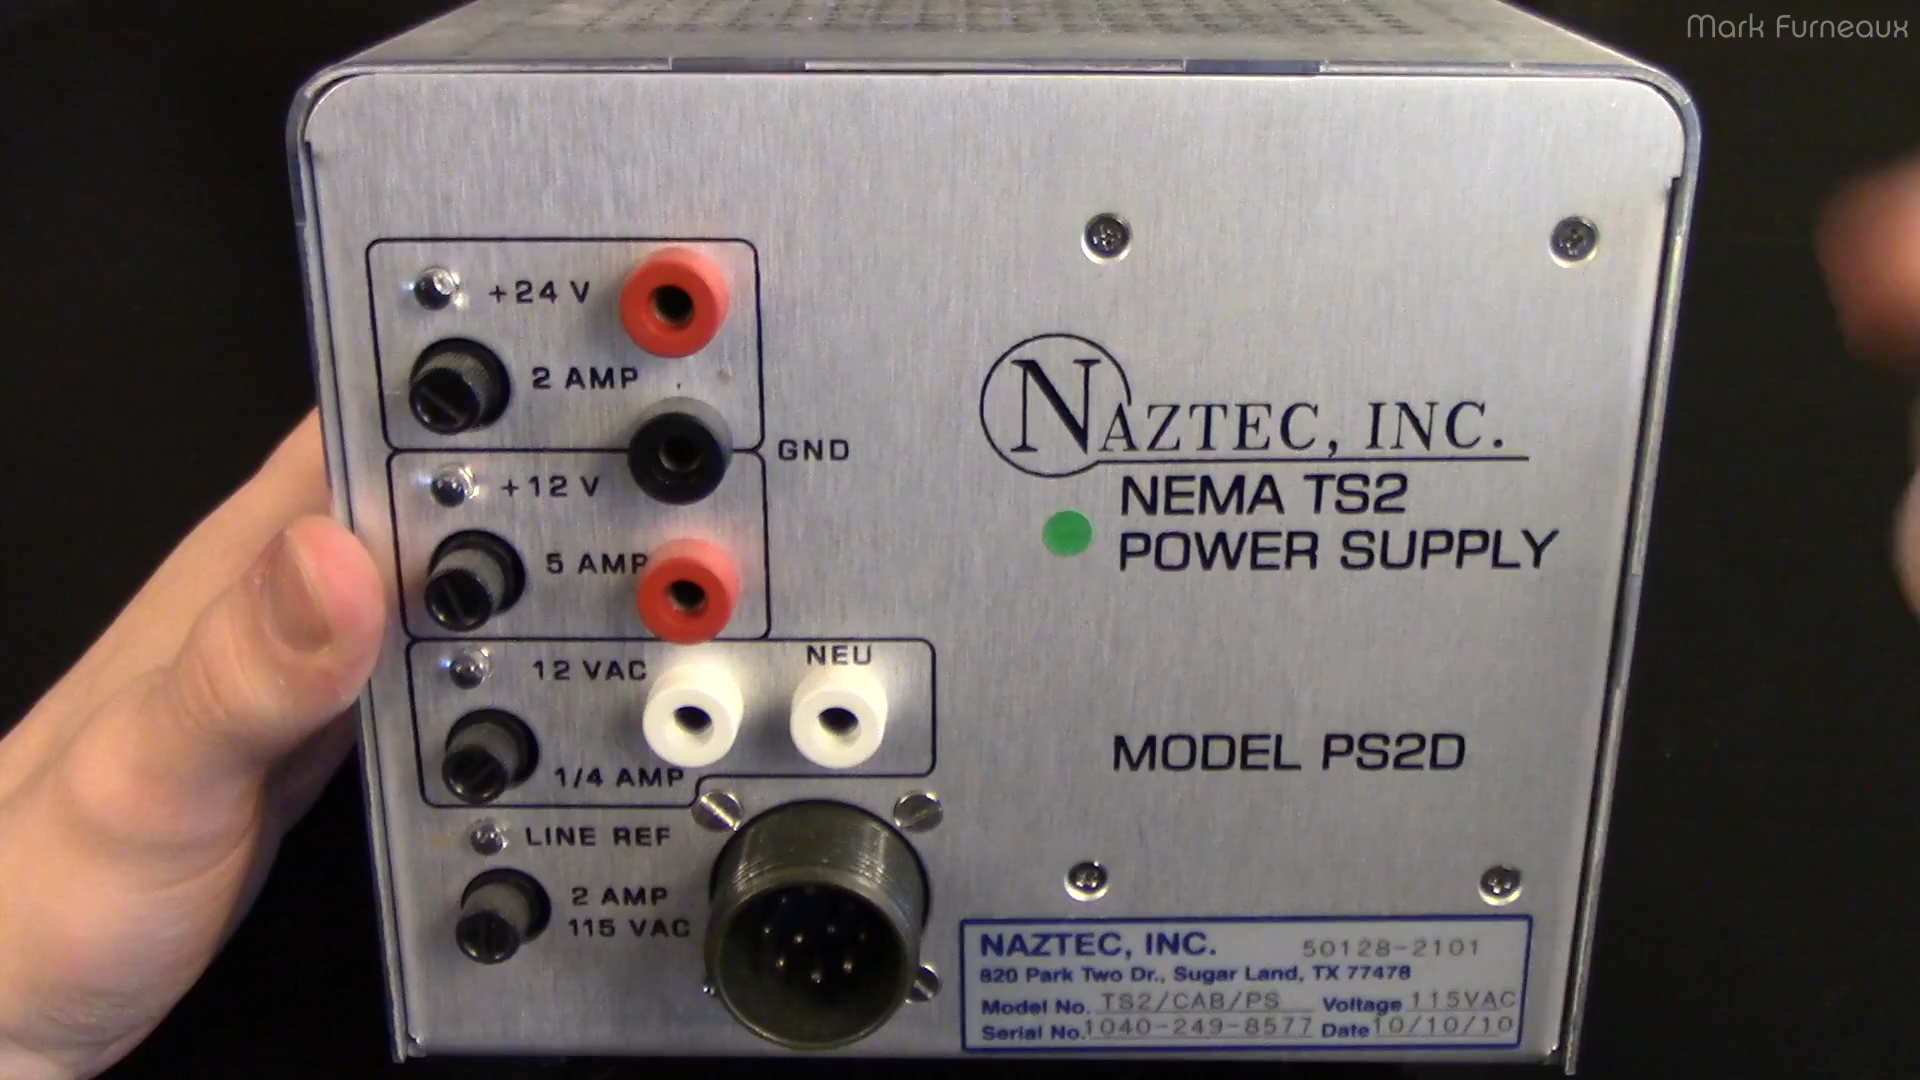 Mark Furneaux
+24 V
2 AMP
GND
+12 V
5 AMP
12 VAC
NEU
1/4 AMP
LINE REF
2 AMP
115 VAC
NAZTEC, INC.
NEMA TS2
POWER SUPPLY
MODEL PS2D
NAZTEC, INC. 50128-2101
820 Park Two Dr., Sugar Land, TX 77478
Model No. TS2/CAB/PS Voltage 115VAC
Serial No. 1040-249-8577 Date 10/10/10